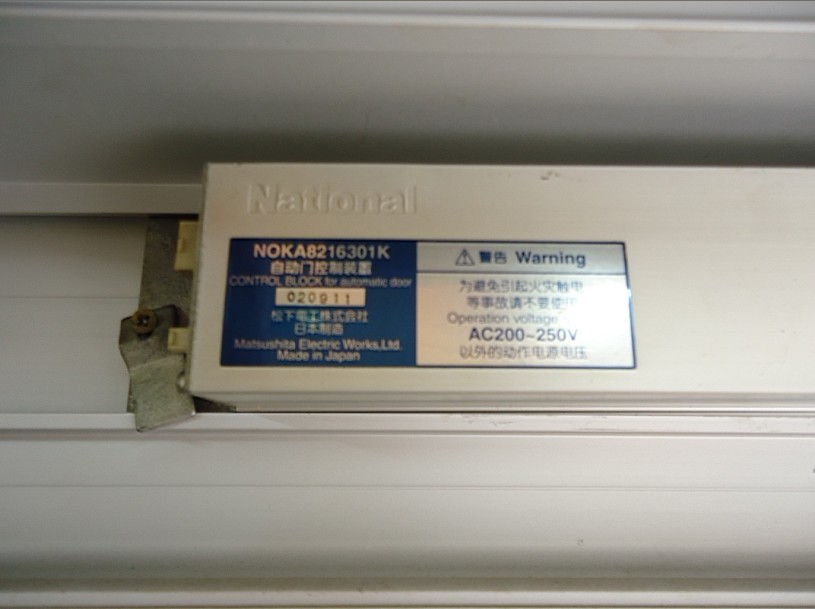 National
NOKA8216301K
自动门控制装置
CONTROL BLOCK for automatic door
020911
松下電工株式会社
日本制造
Matsushita Electric Works,Ltd.
Made in Japan
警告 Warning
为避免引起火灾触电
等事故请不要使用
Operation voltage
AC200~250V
以外的动作电源电压